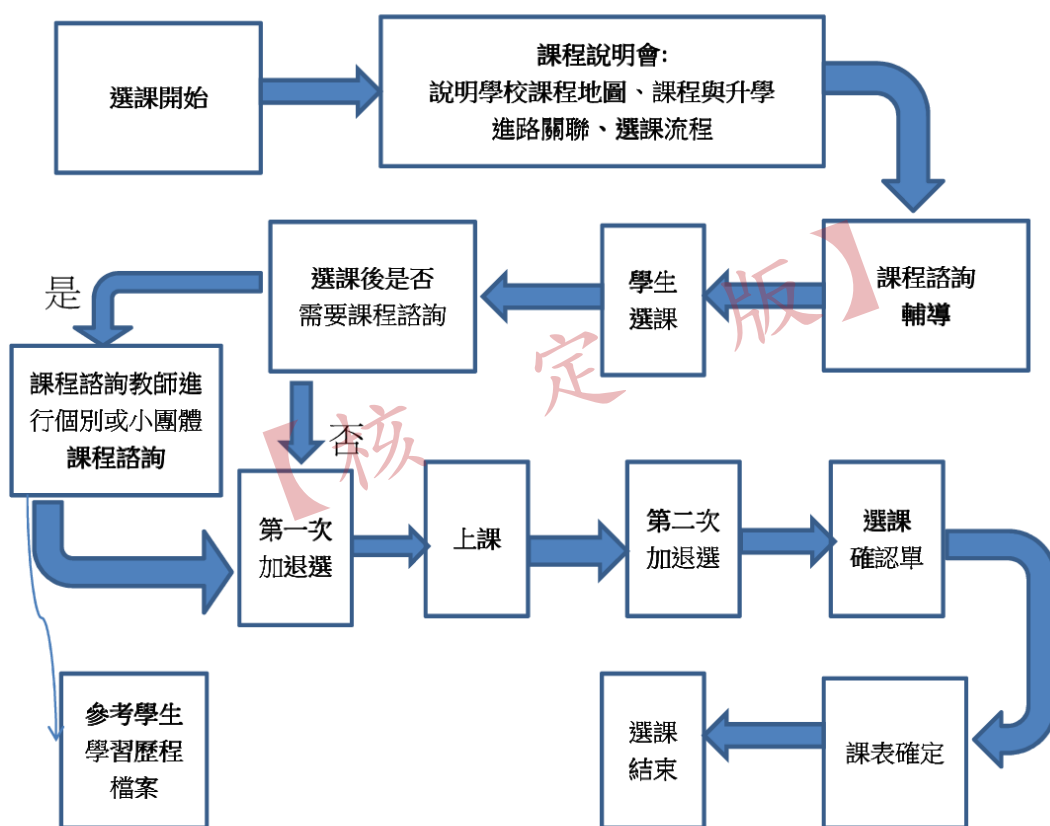 選課開始
課程說明會:
說明學校課程地圖、課程與升學
進路關聯、選課流程
課程諮詢
輔導
學生
選課
選課後是否
需要課程諮詢
是
課程諮詢教師進
行個別或小團體
課程諮詢
否
第一次
加退選
上課
第二次
加退選
選課
確認單
參考學生
學習歷程
檔案
課表確定
選課
結束
【核定版】